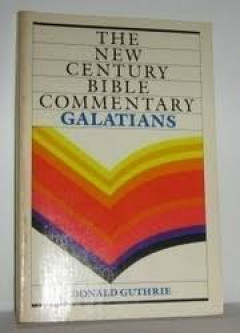 THE
NEW
CENTURY
BIBLE
COMMENTARY
GALATIANS
DONALD GUTHRIE